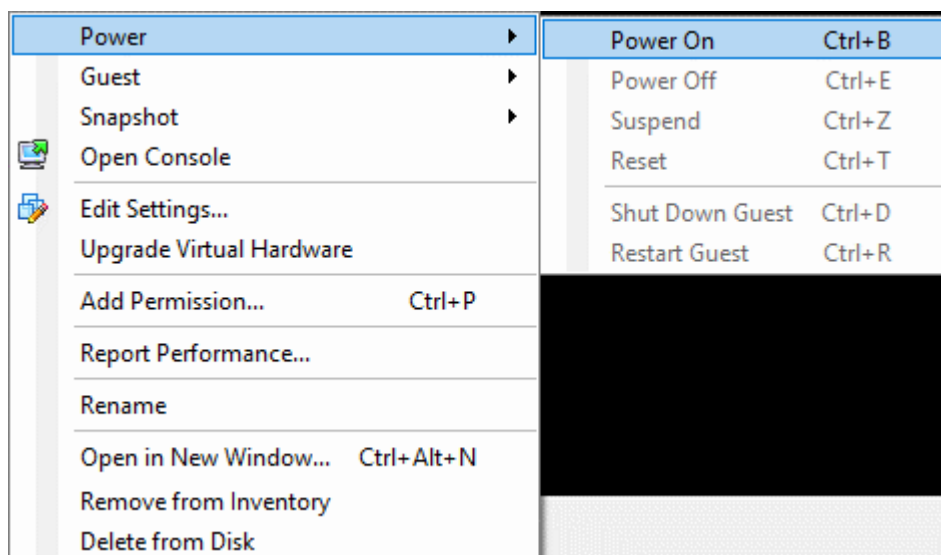 Power
Guest
Snapshot
Open Console
Edit Settings...
Upgrade Virtual Hardware
Add Permission... Ctrl+P
Report Performance...
Rename
Open in New Window... Ctrl+Alt+N
Remove from Inventory
Delete from Disk
Power On Ctrl+B
Power Off Ctrl+E
Suspend Ctrl+Z
Reset Ctrl+T
Shut Down Guest Ctrl+D
Restart Guest Ctrl+R